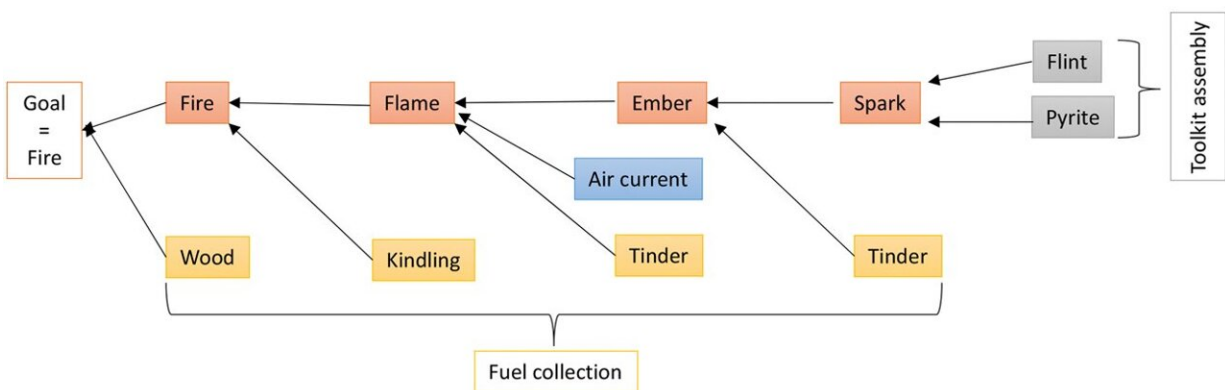 Goal
=
Fire
Fire
Flame
Ember
Spark
Flint
Pyrite
Toolkit assembly
Air current
Wood
Kindling
Tinder
Tinder
Fuel collection